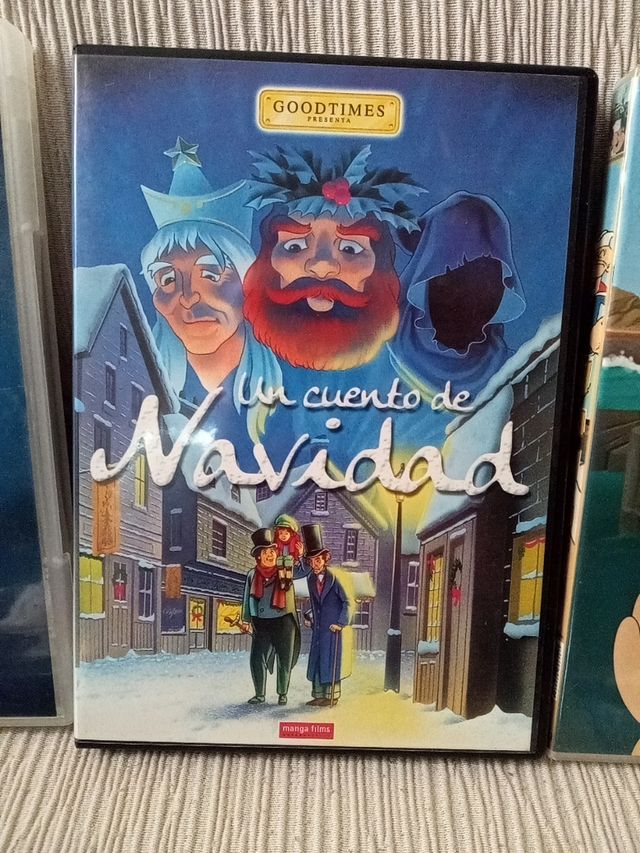 GOODTIMES
PRESENTA
Un cuento de
Navidad
manga films